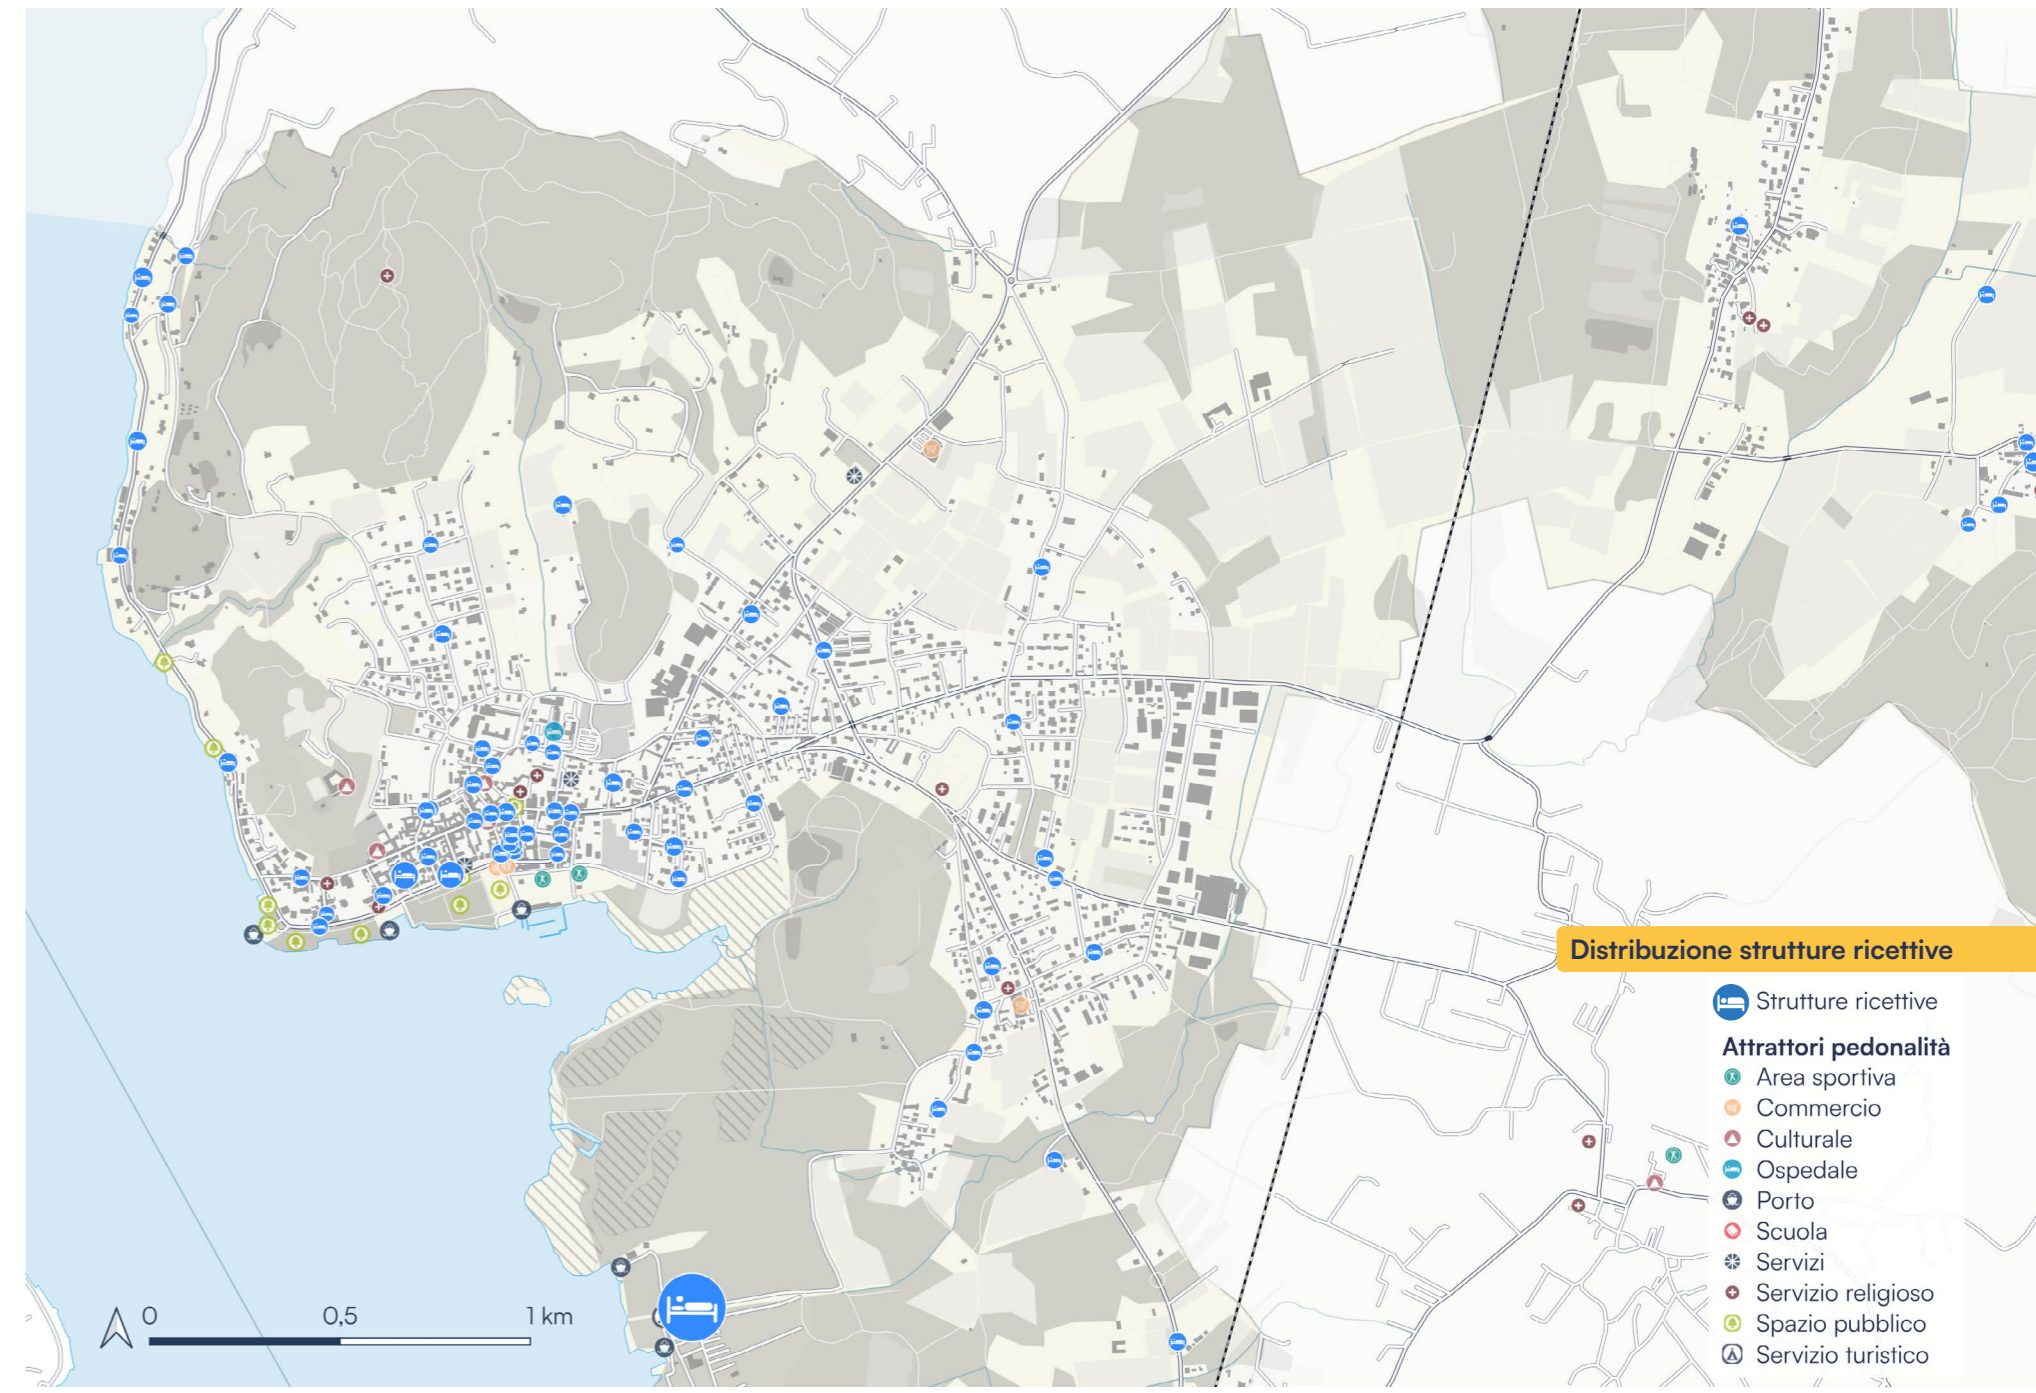 Distribuzione strutture ricettive
Strutture ricettive
Attrattori pedonalità
Area sportiva
Commercio
Culturale
Ospedale
Porto
Scuola
Servizi
Servizio religioso
Spazio pubblico
Servizio turistico
0 0,5 1 km